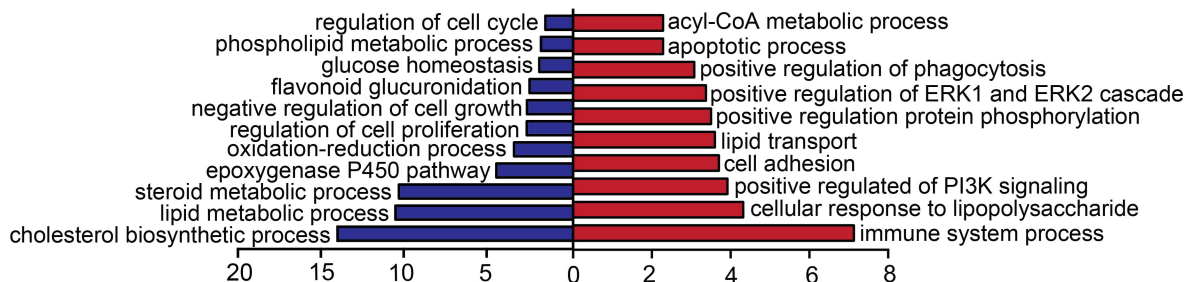 regulation of cell cycle
phospholipid metabolic process
glucose homeostasis
flavonoid glucuronidation
negative regulation of cell growth
regulation of cell proliferation
oxidation-reduction process
epoxygenase P450 pathway
steroid metabolic process
lipid metabolic process
cholesterol biosynthetic process
acyl-CoA metabolic process
apoptotic process
positive regulation of phagocytosis
positive regulation of ERK1 and ERK2 cascade
positive regulation protein phosphorylation
lipid transport
cell adhesion
positive regulated of PI3K signaling
cellular response to lipopolysaccharide
immune system process
20 15 10 5 0 2 4 6 8